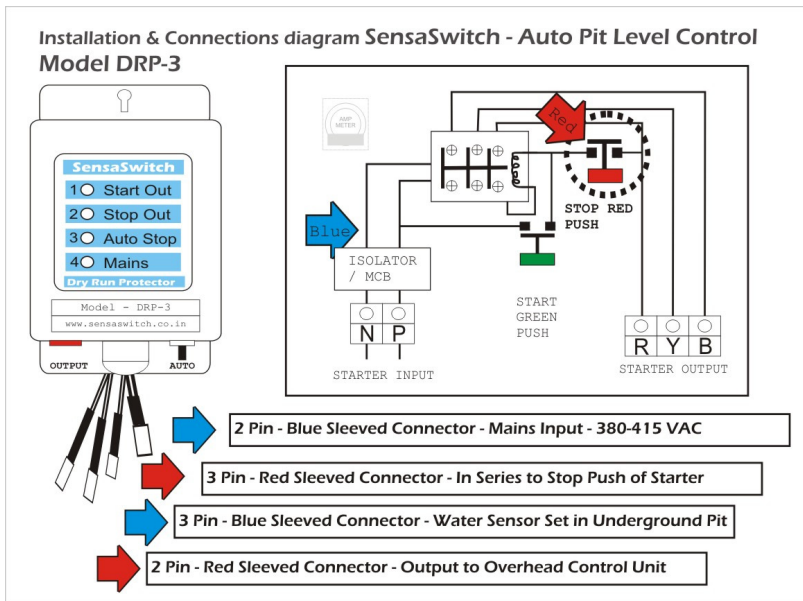 Installation & Connections diagram SensaSwitch - Auto Pit Level Control
Model DRP-3
SensaSwitch
1 Start Out
2 Stop Out
3 Auto Stop
4 Mains
Dry Run Protector
Model - DRP-3
www.sensaswitch.co.in
OUTPUT
AUTO
AMP
METER
Red
STOP RED
PUSH
Blue
ISOLATOR
/ MCB
START
GREEN
PUSH
N P
STARTER INPUT
R Y B
STARTER OUTPUT
2 Pin - Blue Sleeved Connector - Mains Input - 380-415 VAC
3 Pin - Red Sleeved Connector - In Series to Stop Push of Starter
3 Pin - Blue Sleeved Connector - Water Sensor Set in Underground Pit
2 Pin - Red Sleeved Connector - Output to Overhead Control Unit